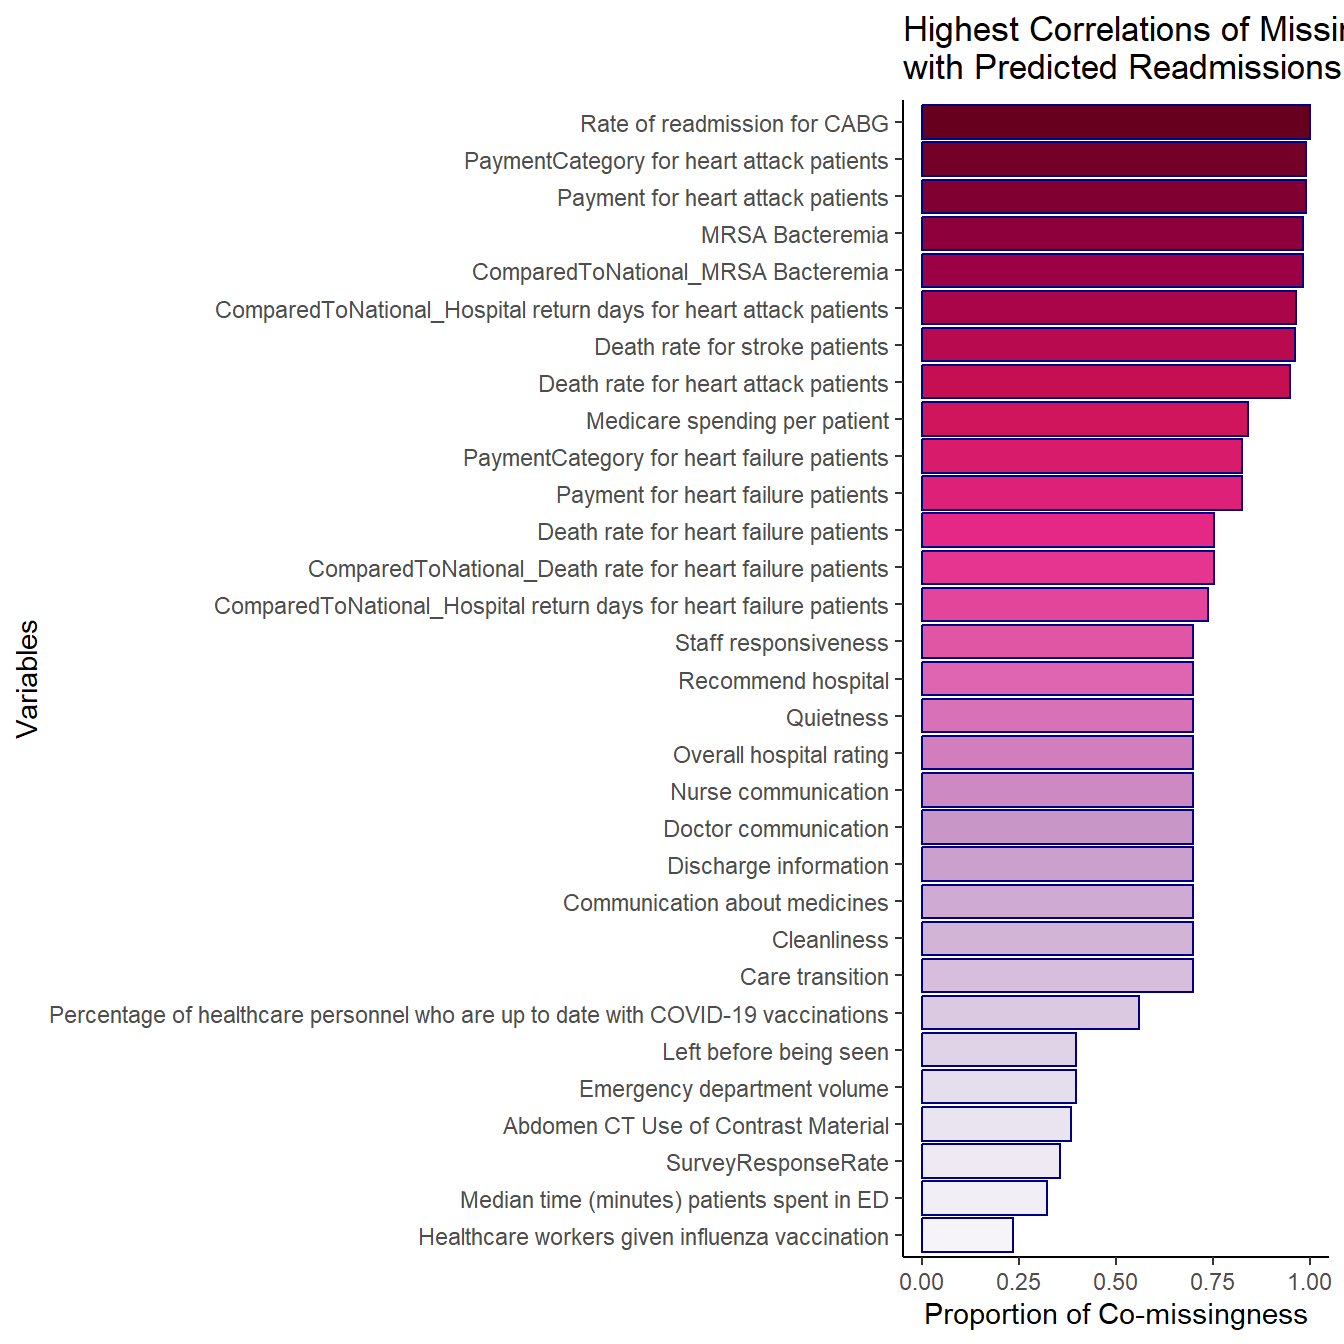 Highest Correlations of
with Predicted Readmissions
Rate of readmission for CABG
PaymentCategory for heart attack patients
Payment for heart attack patients
MRSA Bacteremia
ComparedToNational_MRSA Bacteremia
ComparedToNational_Hospital return days for heart attack patients
Death rate for stroke patients
Death rate for heart attack patients
Medicare spending per patient
PaymentCategory for heart failure patients
Payment for heart failure patients
Death rate for heart failure patients
ComparedToNational_Death rate for heart failure patients
ComparedToNational_Hospital return days for heart failure patients
Staff responsiveness
Recommend hospital
Quietness
Overall hospital rating
Nurse communication
Doctor communication
Discharge information
Communication about medicines
Cleanliness
Care transition
Percentage of healthcare personnel who are up to date with COVID-19 vaccinations
Left before being seen
Emergency department volume
Abdomen CT Use of Contrast Material
SurveyResponseRate
Median time (minutes) patients spent in ED
Healthcare workers given influenza vaccination
Variables
0.00 0.25 0.50 0.75 1.00
Proportion of Co-missingness